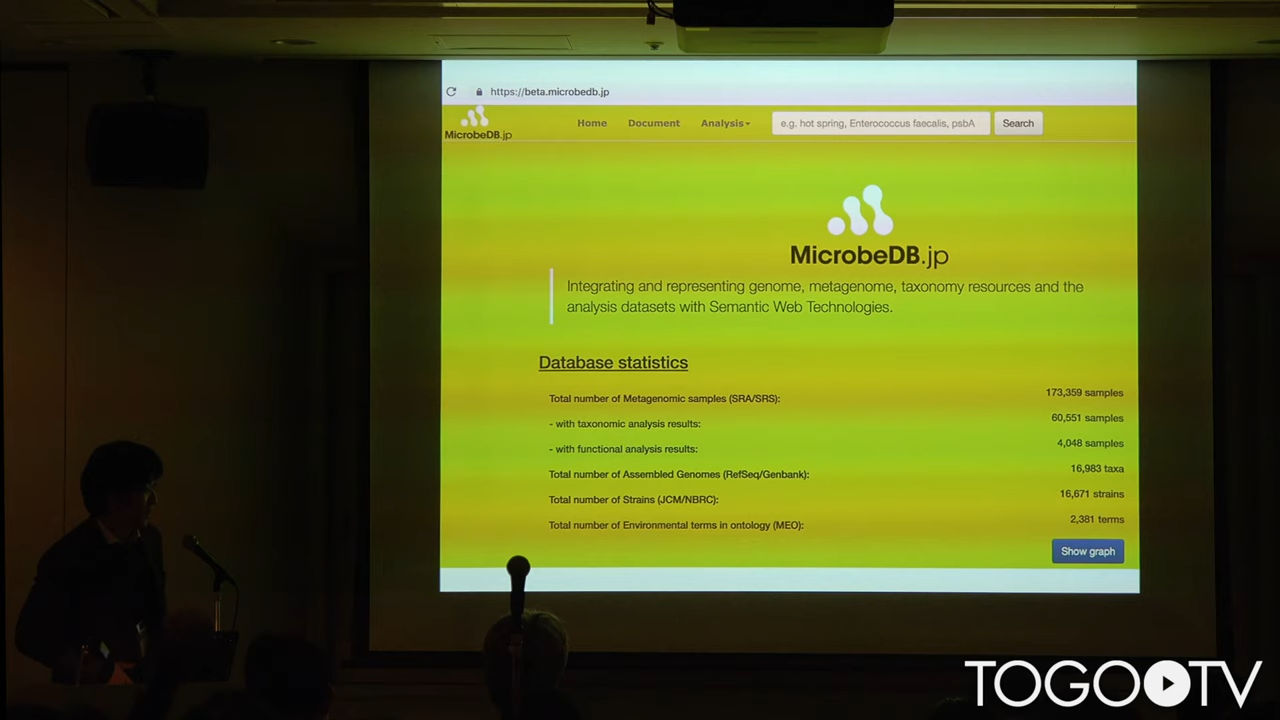 https://beta.microbedb.jp
MicrobeDB.jp
Home
Document
Analysis
e.g. hot spring, Enterococcus faecalis, psbA
Search
MicrobeDB.jp
Integrating and representing genome, metagenome, taxonomy resources and the
analysis datasets with Semantic Web Technologies.
Database statistics
Total number of Metagenomic samples (SRA/SRS): 173,359 samples
- with taxonomic analysis results: 60,551 samples
- with functional analysis results: 4,048 samples
Total number of Assembled Genomes (RefSeq/Genbank): 16,983 taxa
Total number of Strains (JCM/NBRC): 16,671 strains
Total number of Environmental terms in ontology (MEO): 2,381 terms
Show graph
TOGOTV